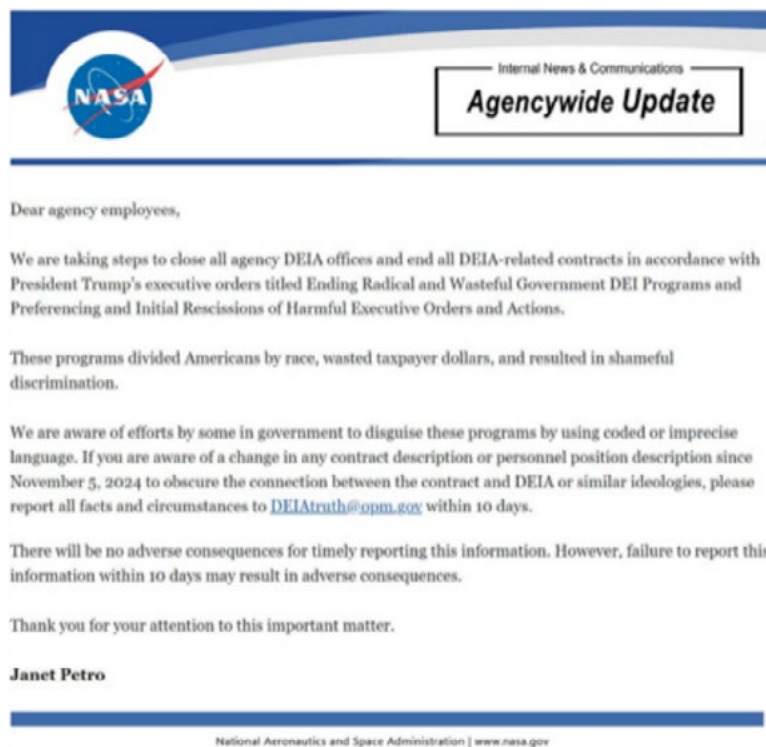 NASA
Internal News & Communications
Agencywide Update
Dear agency employees,
We are taking steps to close all agency DEIA offices and end all DEIA-related contracts in accordance with
President Trump's executive orders titled Ending Radical and Wasteful Government DEI Programs and
Preferencing and Initial Rescissions of Harmful Executive Orders and Actions.
These programs divided Americans by race, wasted taxpayer dollars, and resulted in shameful
discrimination.
We are aware of efforts by some in government to disguise these programs by using coded or imprecise
language. If you are aware of a change in any contract description or personnel position description since
November 5, 2024 to obscure the connection between the contract and DEIA or similar ideologies, please
report all facts and circumstances to DEIAtruth@opm.gov within 10 days.
There will be no adverse consequences for timely reporting this information. However, failure to report this
information within 10 days may result in adverse consequences.
Thank you for your attention to this important matter.
Janet Petro
National Aeronautics and Space Administration | www.nasa.gov